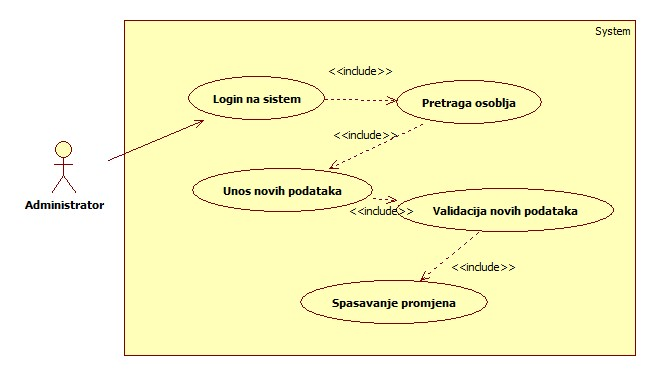 System
<<include>>
Login na sistem
Pretraga osoblja
<<include>>
Unos novih podataka
Administrator
<<include>>
Validacija novih podataka
<<include>>
Spasavanje promjena